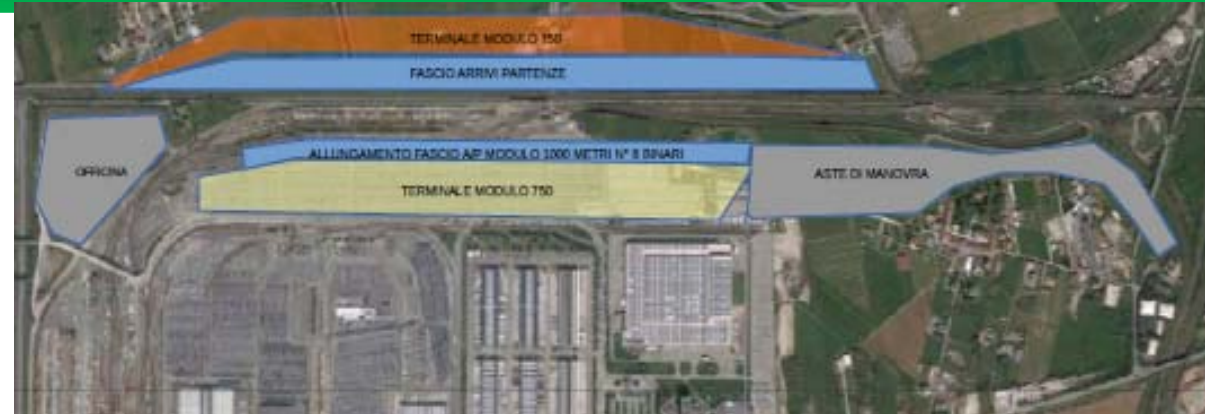 TERMINALE MODULO 750
FASCIO ARRIVI PARTENZE
ALLUNGAMENTO FASCIO A/P MODULO 1000 METRI N° 8 BINARI
OFFICINA
TERMINALE MODULO 750
ASTE DI MANOVRA